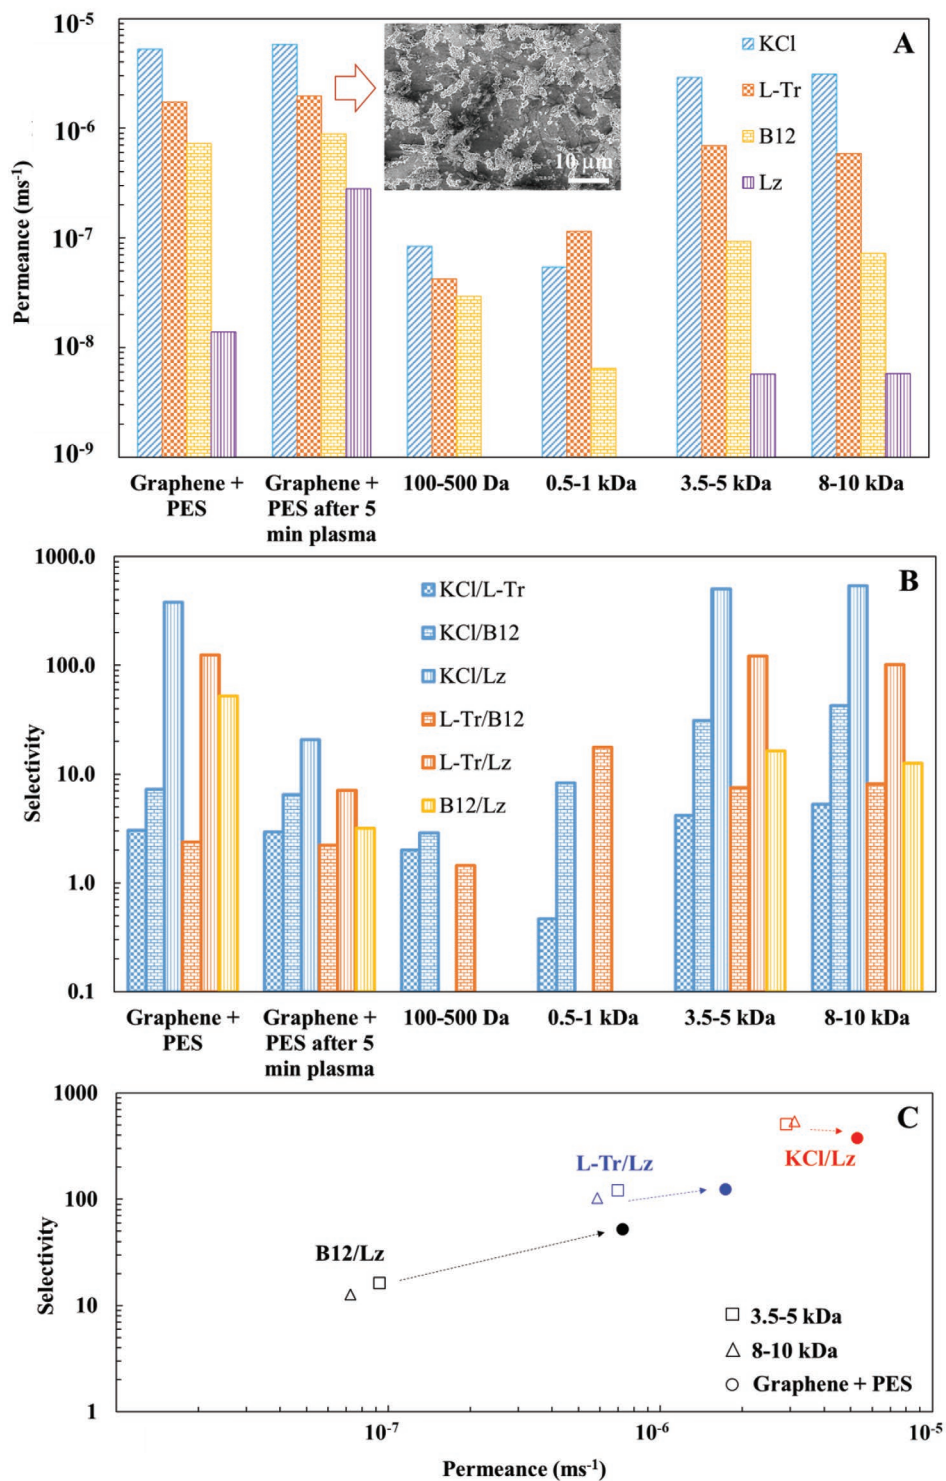 A
10⁻⁵
10⁻⁶
10⁻⁷
10⁻⁸
10⁻⁹
Permeance (ms⁻¹)
10 μm
KCl
L-Tr
B12
Lz
Graphene +
PES
Graphene +
PES after 5
min plasma
100-500 Da
0.5-1 kDa
3.5-5 kDa
8-10 kDa
B
1000.0
100.0
10.0
1.0
0.1
Selectivity
KCl/L-Tr
KCl/B12
KCl/Lz
L-Tr/B12
L-Tr/Lz
B12/Lz
Graphene +
PES
Graphene +
PES after 5
min plasma
100-500 Da
0.5-1 kDa
3.5-5 kDa
8-10 kDa
C
1000
100
10
1
Selectivity
B12/Lz
L-Tr/Lz
KCl/Lz
3.5-5 kDa
8-10 kDa
Graphene + PES
10⁻⁷
10⁻⁶
10⁻⁵
Permeance (ms⁻¹)